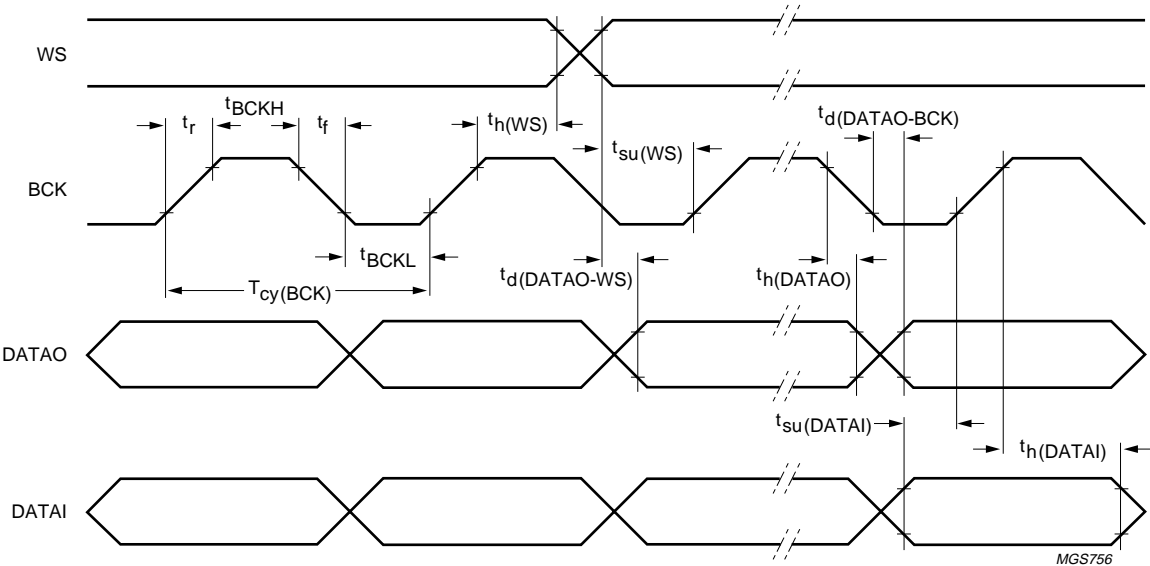 WS
tBCKH
tr
tf
th(WS)
td(DATAO-BCK)
tsu(WS)
BCK
tBCKL
td(DATAO-WS)
th(DATAO)
Tcy(BCK)
DATAO
tsu(DATAI)
th(DATAI)
DATAI
MGS756